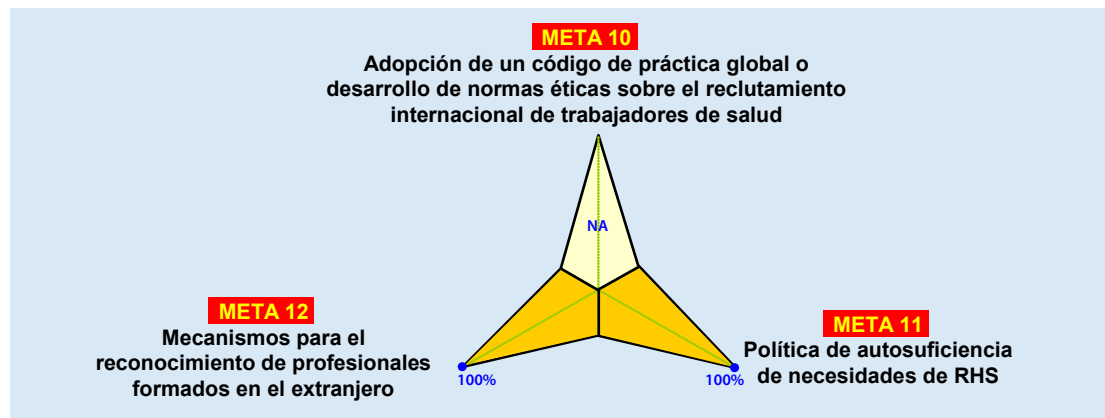 META 10
Adopción de un código de práctica global o
desarrollo de normas éticas sobre el reclutamiento
internacional de trabajadores de salud
NA
META 12
Mecanismos para el
reconocimiento de profesionales
formados en el extranjero
100%
100%
META 11
Política de autosuficiencia
de necesidades de RHS